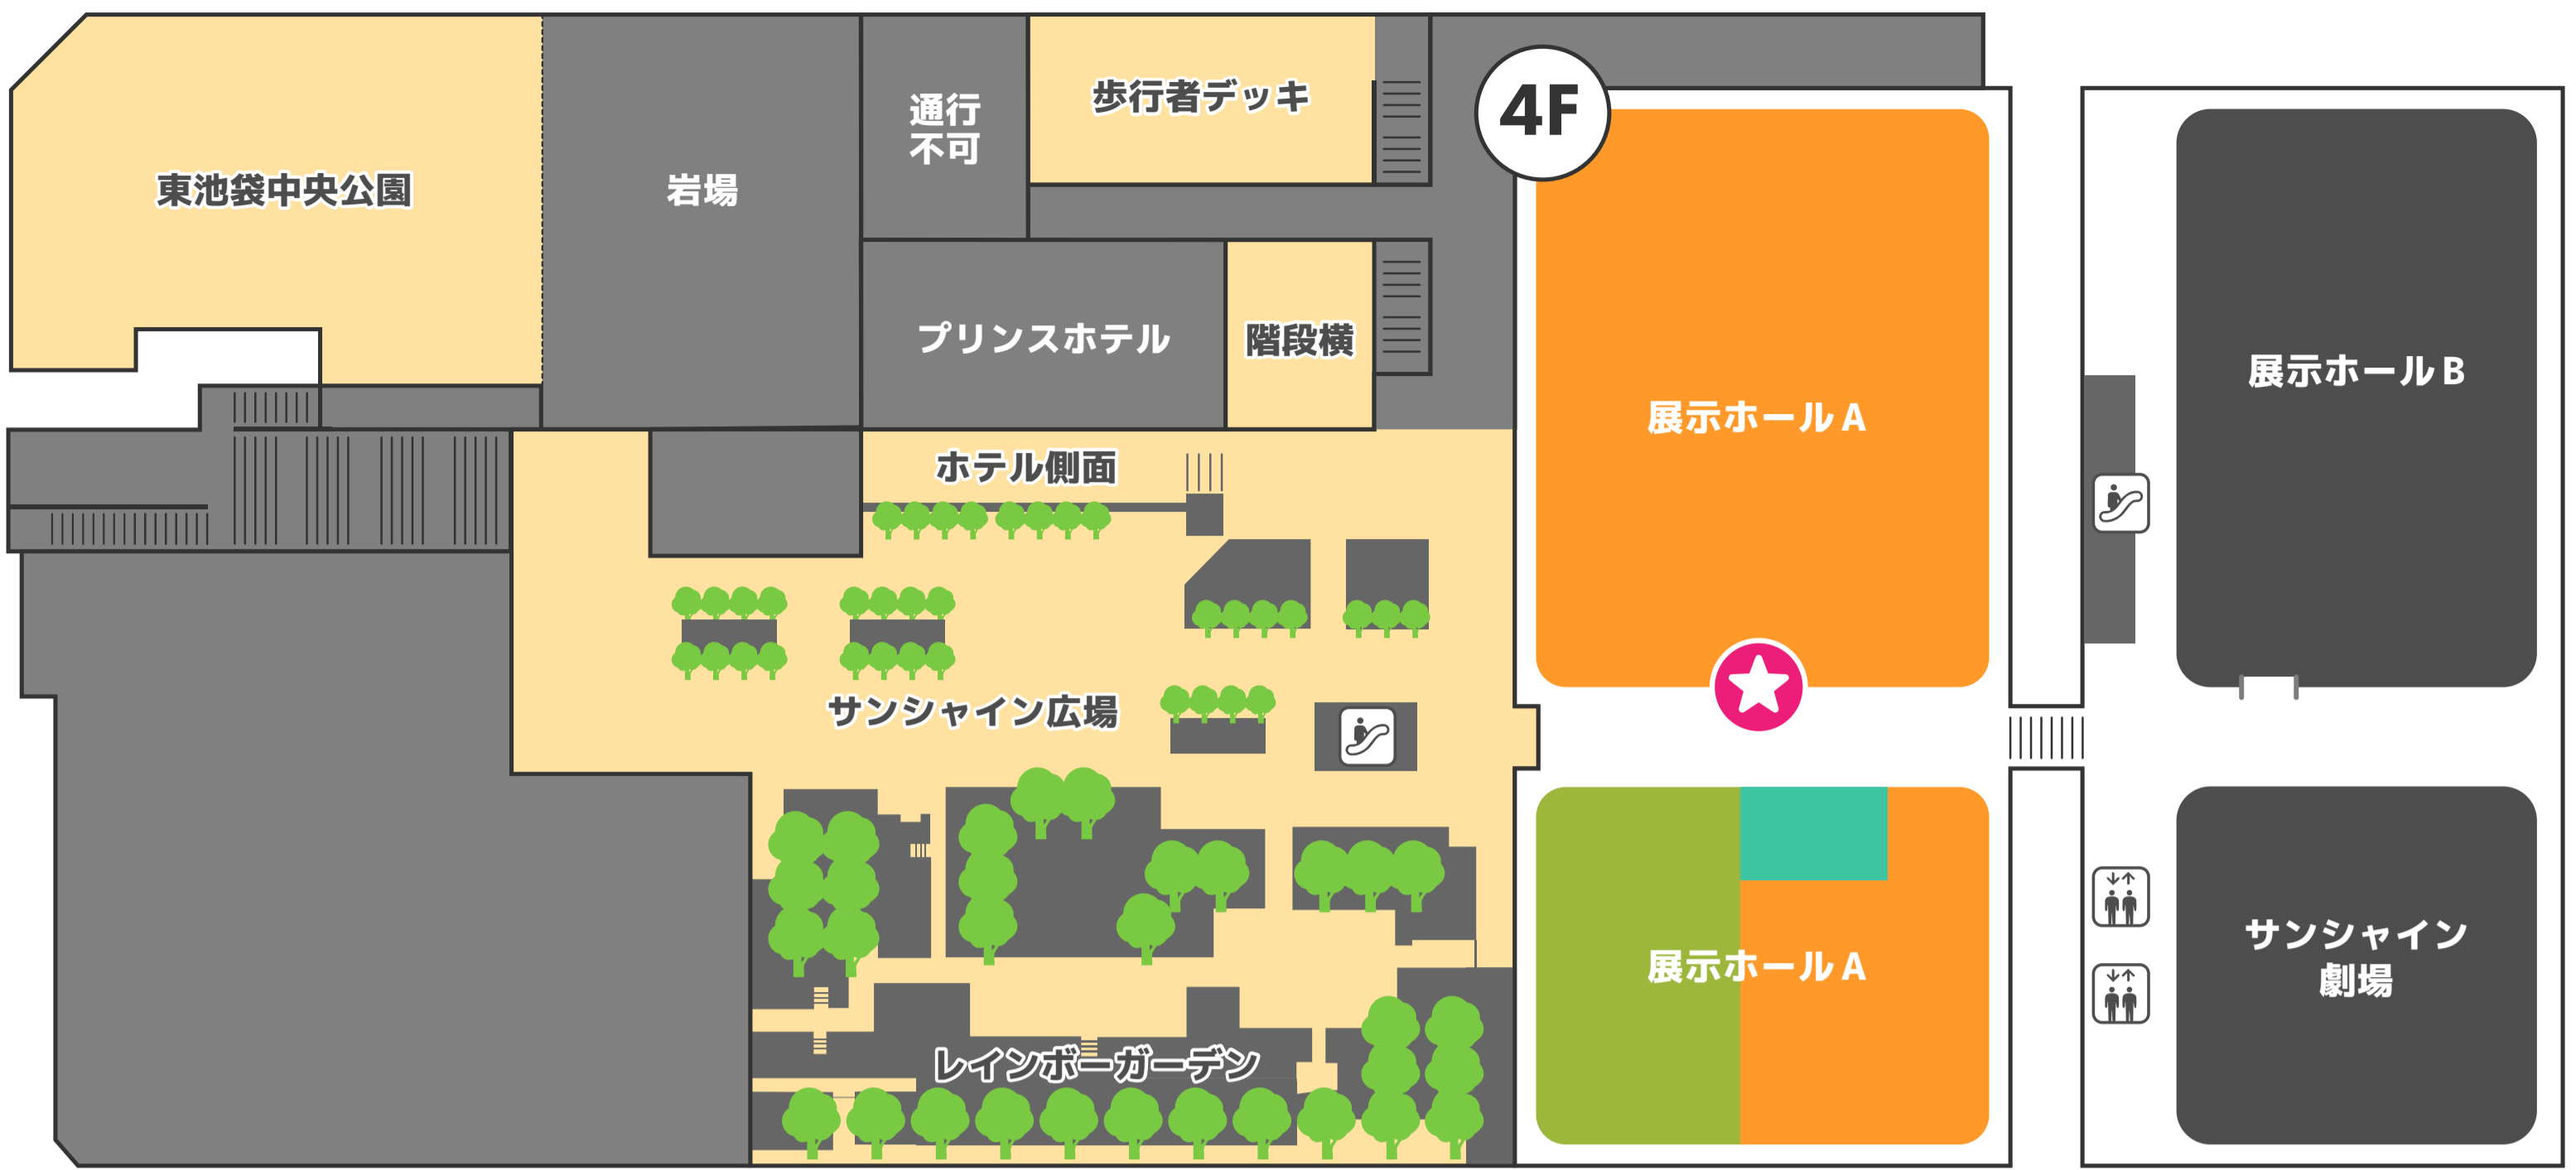 4F
歩行者デッキ
通行
不可
東池袋中央公園
岩場
プリンスホテル
階段横
展示ホールA
展示ホールB
ホテル側面
サンシャイン広場
展示ホールA
サンシャイン
劇場
レインボーガーデン